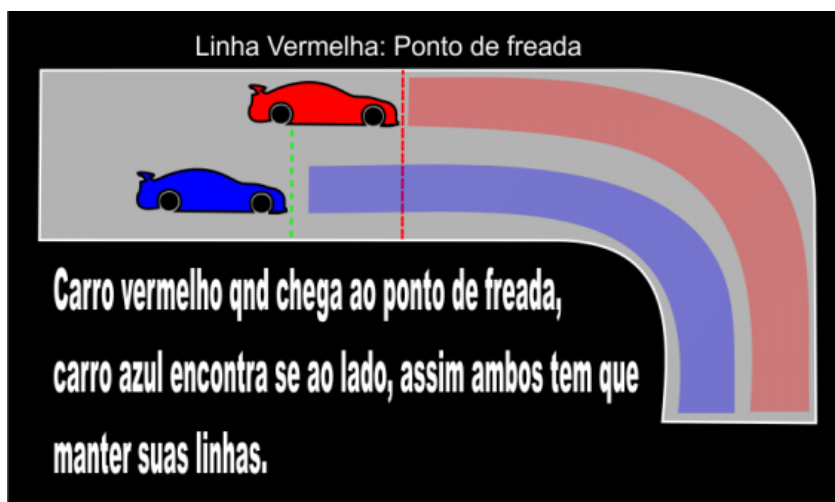 Linha Vermelha: Ponto de freada
Carro vermelho qnd chega ao ponto de freada,
carro azul encontra se ao lado, assim ambos tem que
manter suas linhas.